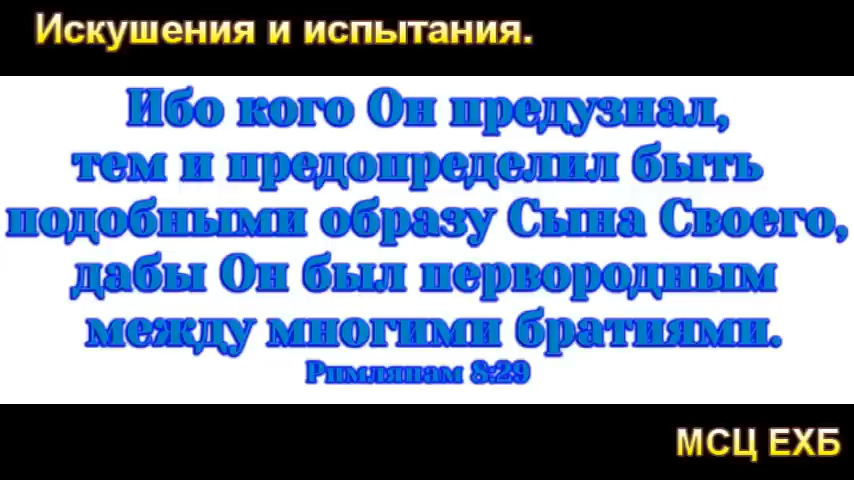 Искушения и испытания.
Ибо кого Он предузнал,
тем и предопределил быть
подобными образу Сына Своего,
дабы Он был первородным
между многими братиями.
Римлянам 8:29
МСЦ ЕХБ